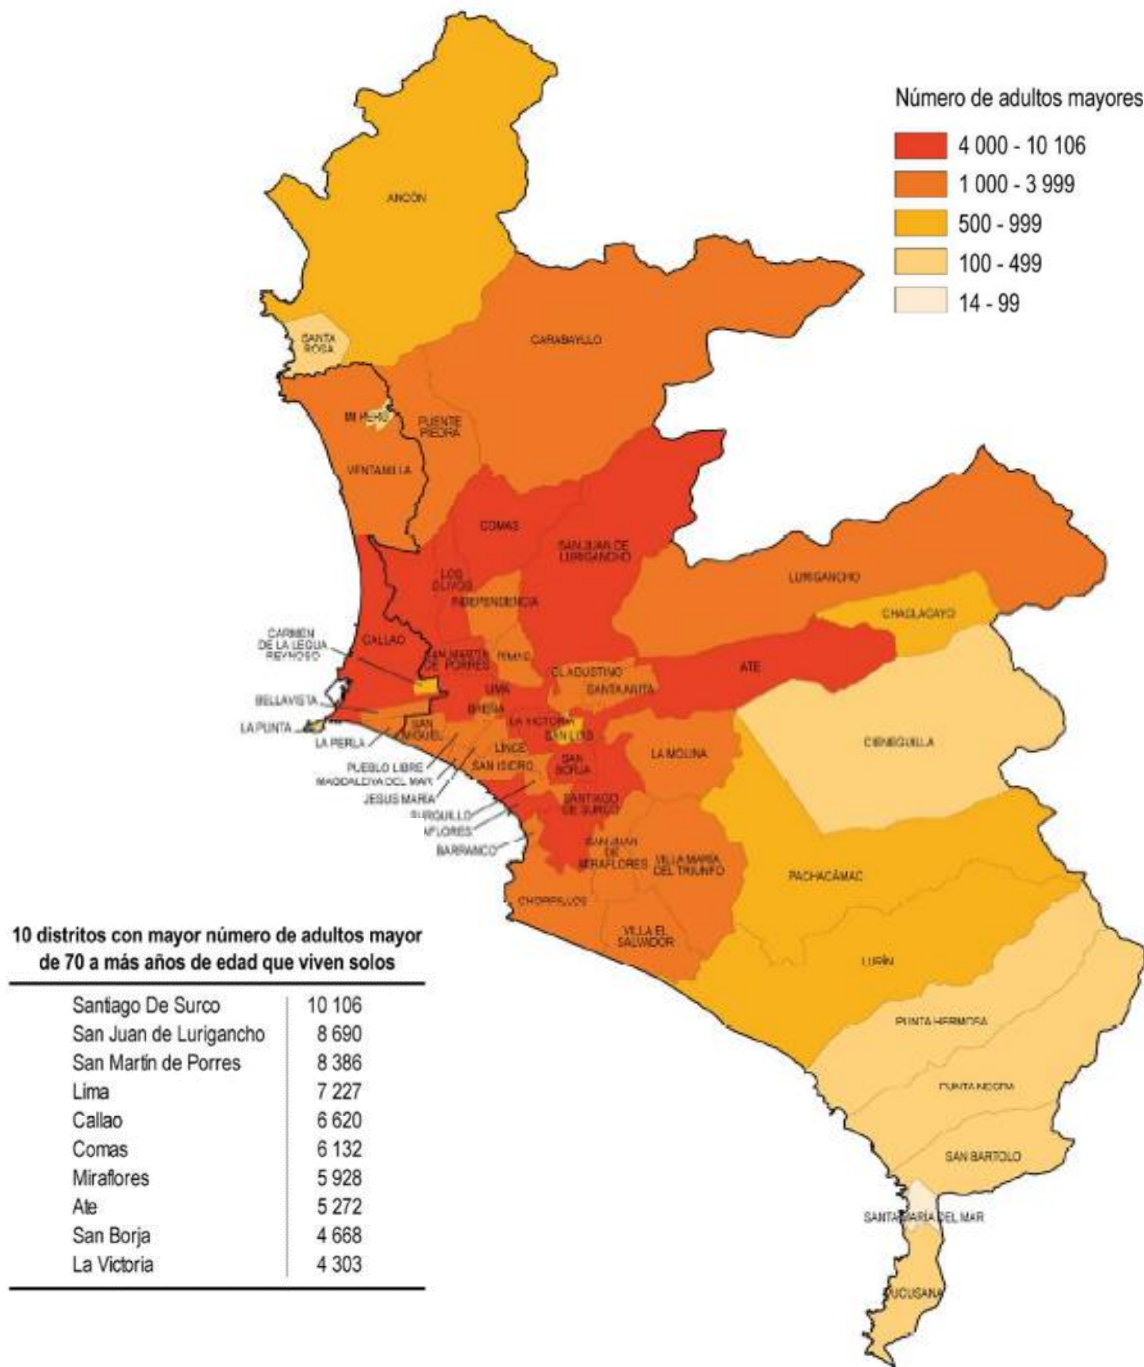 Número de adultos mayores
4 000 - 10 106
1 000 - 3 999
500 - 999
100 - 499
14 - 99
ANCÓN
SANTA
ROSA
CARABAYLLO
MI PERÚ
PUENTE
PIEDRA
VENTANILLA
COMAS
SAN JUAN DE
LURIGANCHO
LOS
OLIVOS
INDEPENDENCIA
LURIGANCHO
CHACLACAYO
CARMEN
DE LA LEGUA
REYNOSO
CALLAO
SAN MARTÍN
DE PORRES
RÍMAC
EL AGUSTINO
SANTA ANITA
ATE
LIMA
BREÑA
BELLAVISTA
LA PUNTA
LA PERLA
SAN
MIGUEL
LA VICTORIA
SAN LUIS
CIENEGUILLA
LINCE
SAN ISIDRO
SAN
BORJA
LA MOLINA
PUEBLO LIBRE
MAGDALENA DEL MAR
JESUS MARÍA
SANTIAGO
DE SURCO
SURQUILLO
AFLORES
BARRANCO
SAN JUAN
DE
MIRAFLORES
VILLA MARÍA
DEL TRIUNFO
PACHACÁMAC
CHORRILLOS
VILLA EL
SALVADOR
LURÍN
PUNTA HERMOSA
PUNTA NEGRA
SAN BARTOLO
SANTA MARÍA DEL MAR
PUCUSANA
10 distritos con mayor número de adultos mayor
de 70 a más años de edad que viven solos
Santiago De Surco 10 106
San Juan de Lurigancho 8 690
San Martín de Porres 8 386
Lima 7 227
Callao 6 620
Comas 6 132
Miraflores 5 928
Ate 5 272
San Borja 4 668
La Victoria 4 303